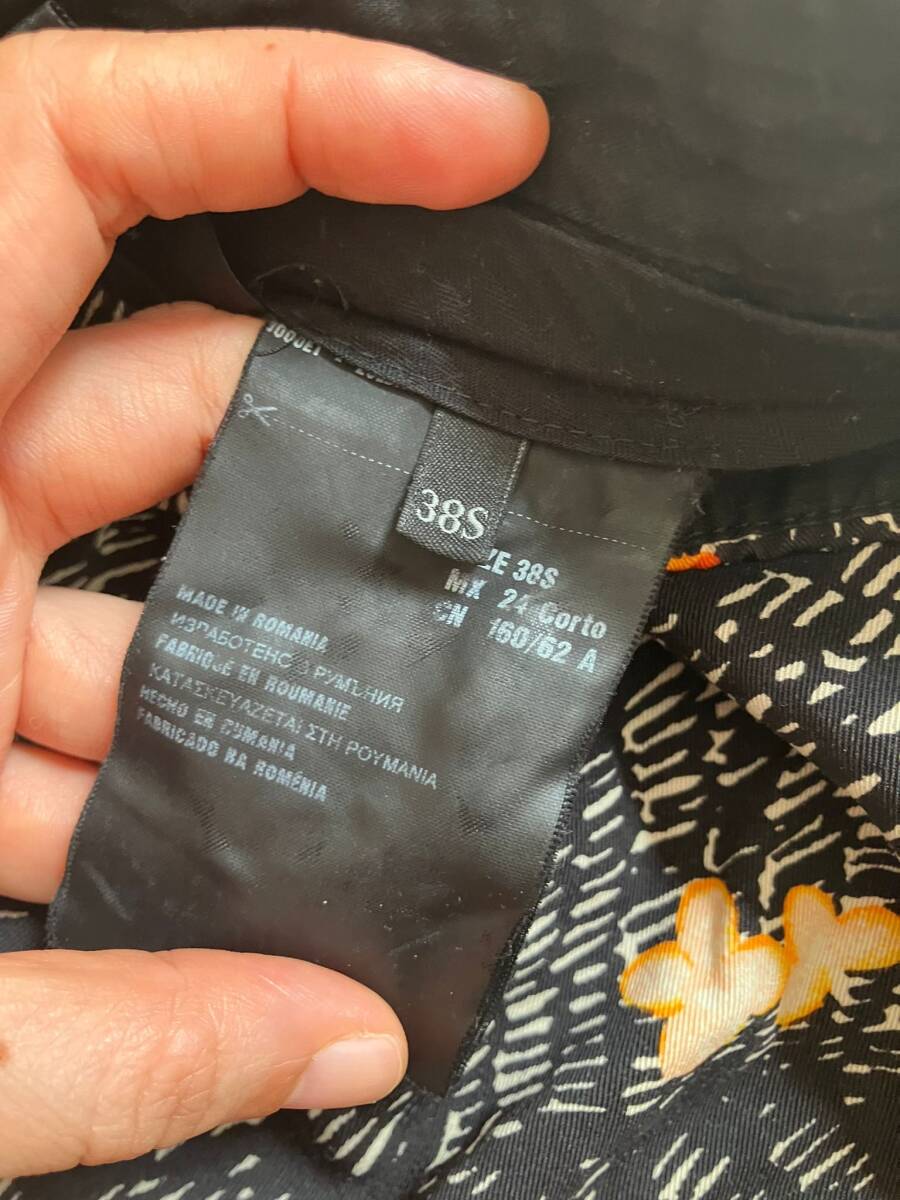 38S
ZE 38S
MX 24 Corto
CN 160/62 A
MADE IN ROMANIA
ИЗРАБОТЕНО В РУМЪНИЯ
FABRIQUÉ EN ROUMANIE
ΚΑΤΑΣΚΕΥΑΖΕΤΑΙ ΣΤΗ ΡΟΥΜΑΝΙΑ
HECHO EN RUMANIA
FABRICADO NA ROMÉNIA